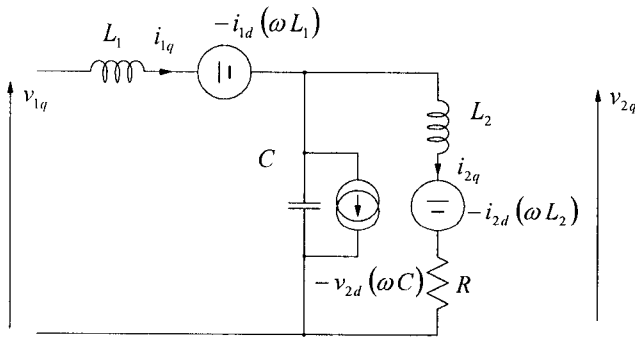 L₁
i₁q
−i₁d(ωL₁)
v₁q
L₂
v₂q
C
i₂q
−i₂d(ωL₂)
−v₂d(ωC)
R